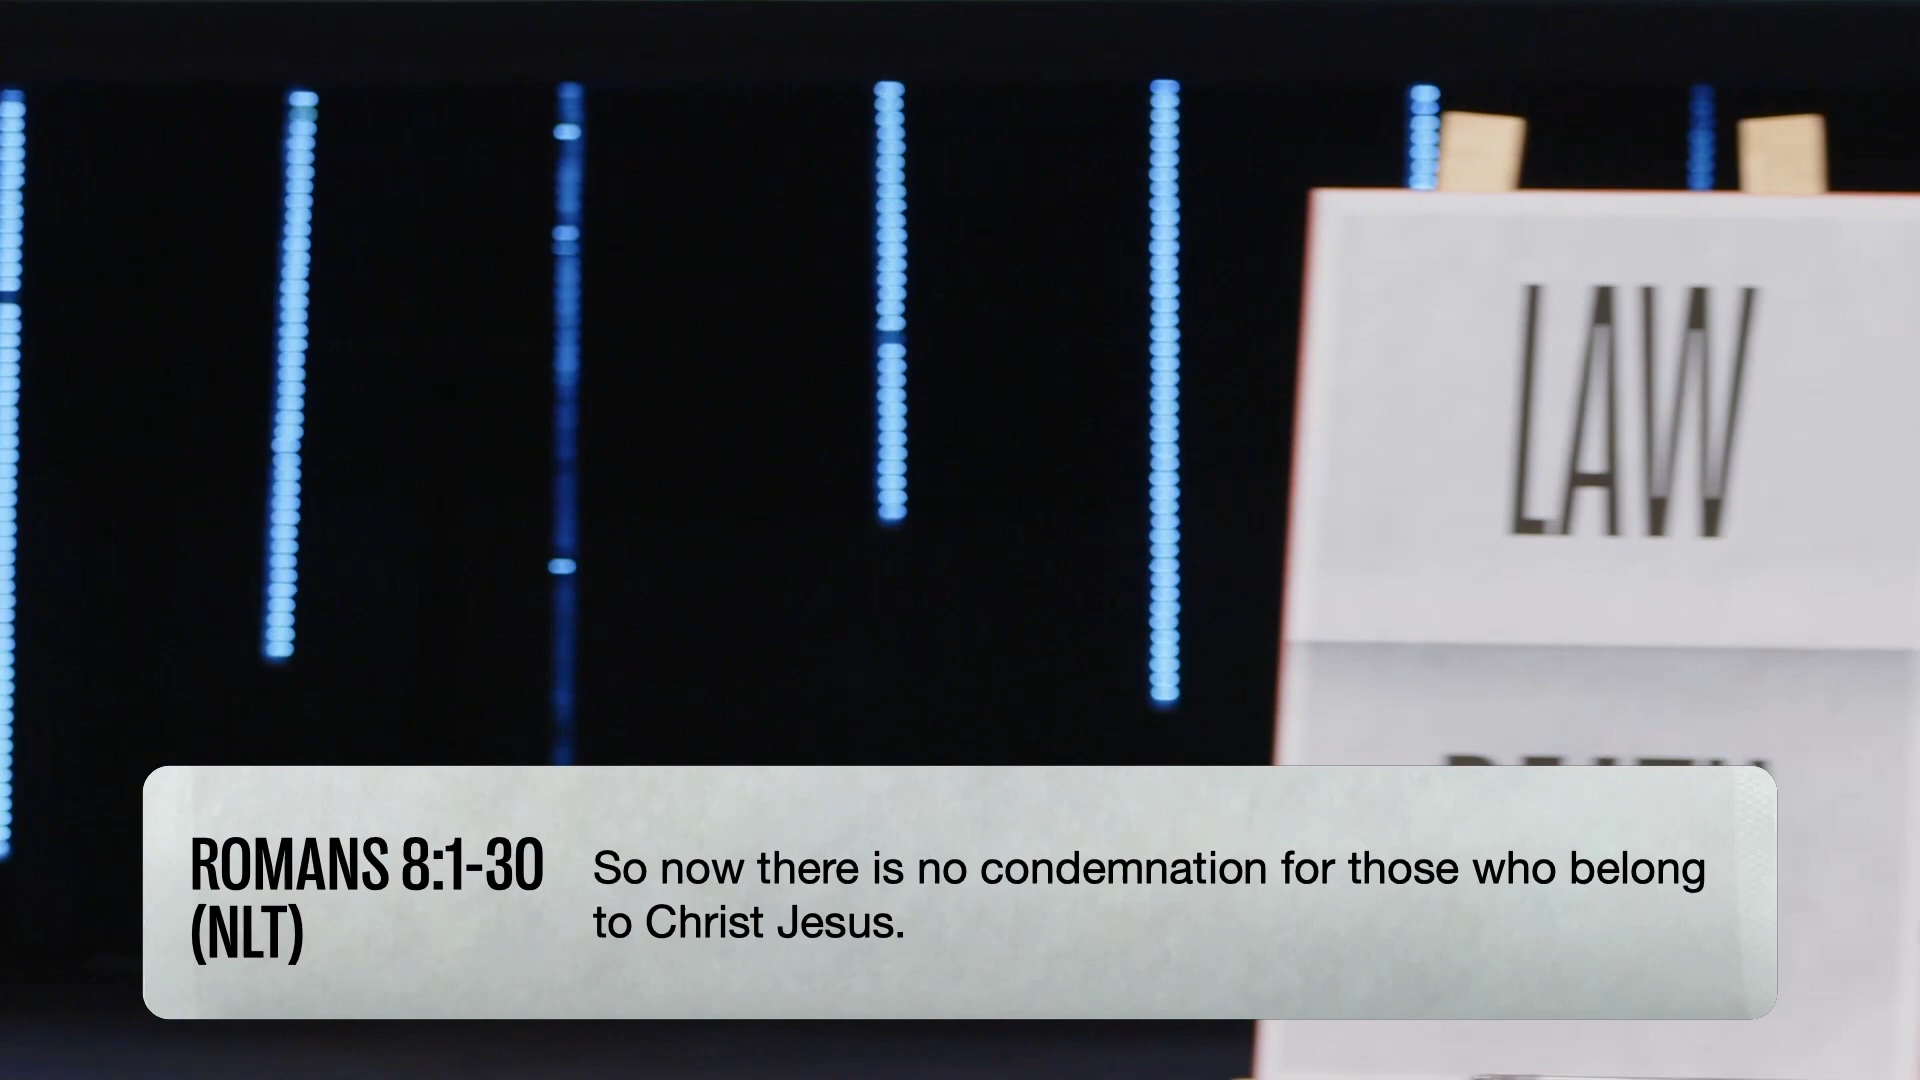 LAW
ROMANS 8:1-30
(NLT)
So now there is no condemnation for those who belong
to Christ Jesus.